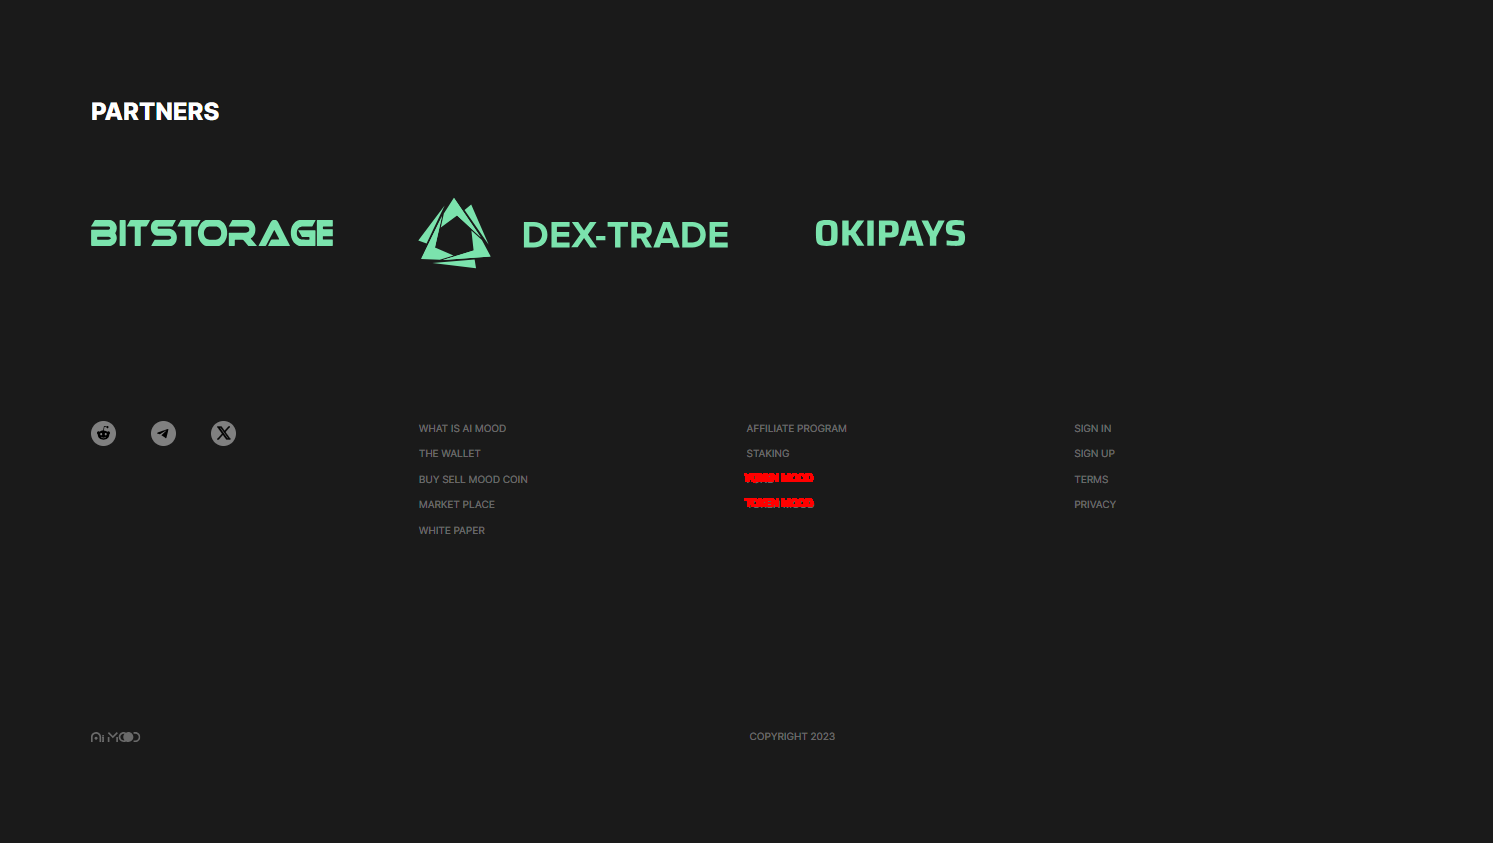 PARTNERS
BITSTORAGE
DEX-TRADE
OKIPAYS
WHAT IS AI MOOD
THE WALLET
BUY SELL MOOD COIN
MARKET PLACE
WHITE PAPER
AFFILIATE PROGRAM
STAKING
MOOD
TOKEN MOOD
SIGN IN
SIGN UP
TERMS
PRIVACY
Ai MOOD
COPYRIGHT 2023